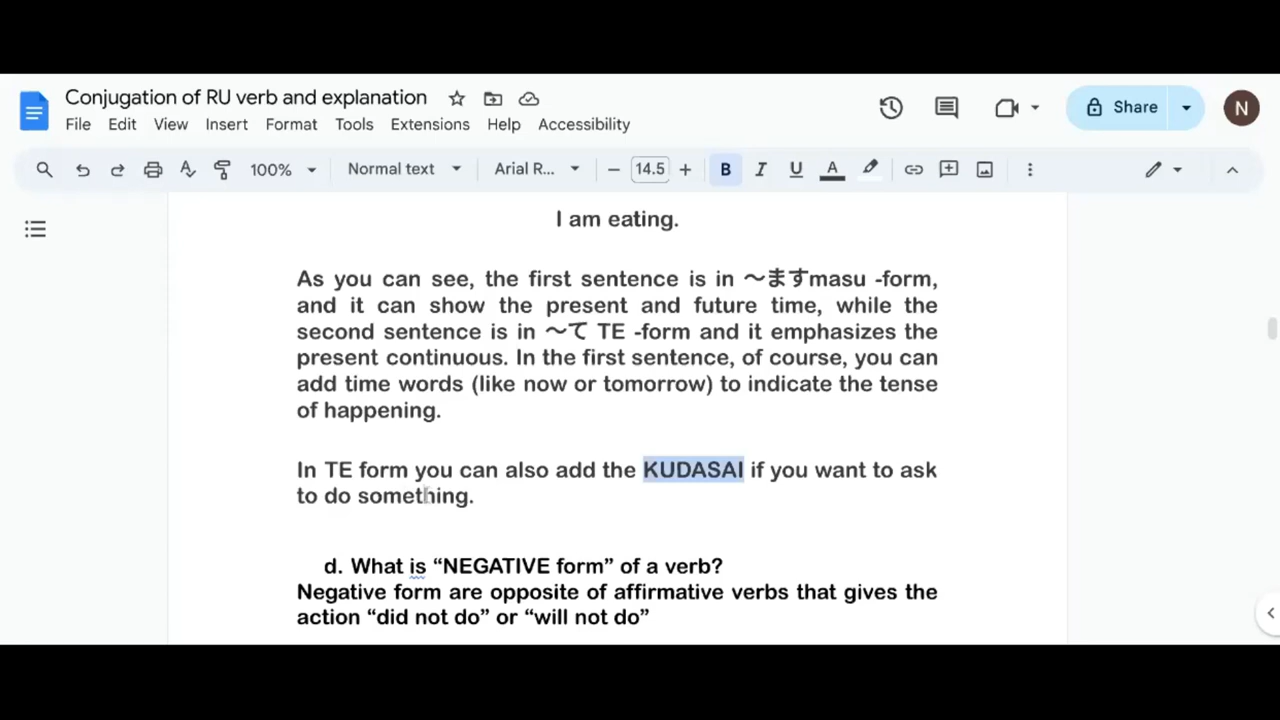 Conjugation of RU verb and explanation
File Edit View Insert Format Tools Extensions Help Accessibility
Share
N
100% Normal text Arial R... − 14.5 + B I U A
I am eating.
As you can see, the first sentence is in ～ますmasu -form,
and it can show the present and future time, while the
second sentence is in ～て TE -form and it emphasizes the
present continuous. In the first sentence, of course, you can
add time words (like now or tomorrow) to indicate the tense
of happening.
In TE form you can also add the KUDASAI if you want to ask
to do something.
d. What is “NEGATIVE form” of a verb?
Negative form are opposite of affirmative verbs that gives the
action “did not do” or “will not do”